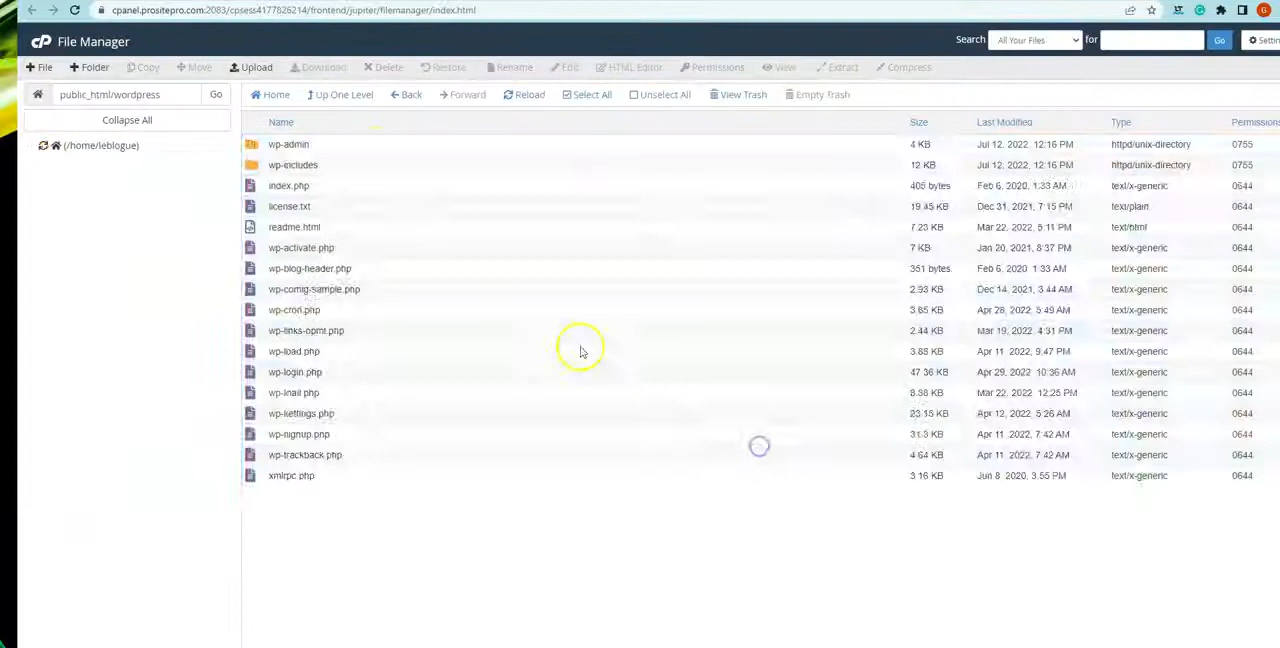 cpanel.prositepro.com:2083/cpsess4177826214/frontend/jupiter/filemanager/index.html
G
cP File Manager
Search All Your Files for Go Settin
+ File + Folder Copy Move Upload Download Delete Restore Rename Edit HTML Editor Permissions View Extract Compress
public_html/wordpress Go Home Up One Level Back Forward Reload Select All Unselect All View Trash Empty Trash
Collapse All
(/home/leblogue)
Name Size Last Modified Type Permissions
wp-admin 4 KB Jul 12, 2022, 12:16 PM httpd/unix-directory 0755
wp-includes 12 KB Jul 12, 2022, 12:16 PM httpd/unix-directory 0755
index.php 405 bytes Feb 6, 2020, 1:33 AM text/x-generic 0644
license.txt 19.45 KB Dec 31, 2021, 7:15 PM text/plain 0644
readme.html 7.23 KB Mar 22, 2022, 5:11 PM text/html 0644
wp-activate.php 7 KB Jan 20, 2021, 8:37 PM text/x-generic 0644
wp-blog-header.php 351 bytes Feb 6, 2020, 1:33 AM text/x-generic 0644
wp-config-sample.php 2.93 KB Dec 14, 2021, 3:44 AM text/x-generic 0644
wp-cron.php 3.85 KB Apr 28, 2022, 5:49 AM text/x-generic 0644
wp-links-opml.php 2.44 KB Mar 19, 2022, 4:31 PM text/x-generic 0644
wp-load.php 3.85 KB Apr 11, 2022, 9:47 PM text/x-generic 0644
wp-login.php 47.36 KB Apr 29, 2022, 10:36 AM text/x-generic 0644
wp-mail.php 8.38 KB Mar 22, 2022, 12:25 PM text/x-generic 0644
wp-settings.php 23.15 KB Apr 12, 2022, 5:26 AM text/x-generic 0644
wp-signup.php KB Apr 11, 2022, 7:42 AM text/x-generic 0644
wp-trackback.php 4.64 KB Apr 11, 2022, 7:42 AM text/x-generic 0644
xmlrpc.php 3.16 KB Jun 8, 2020, 3:55 PM text/x-generic 0644